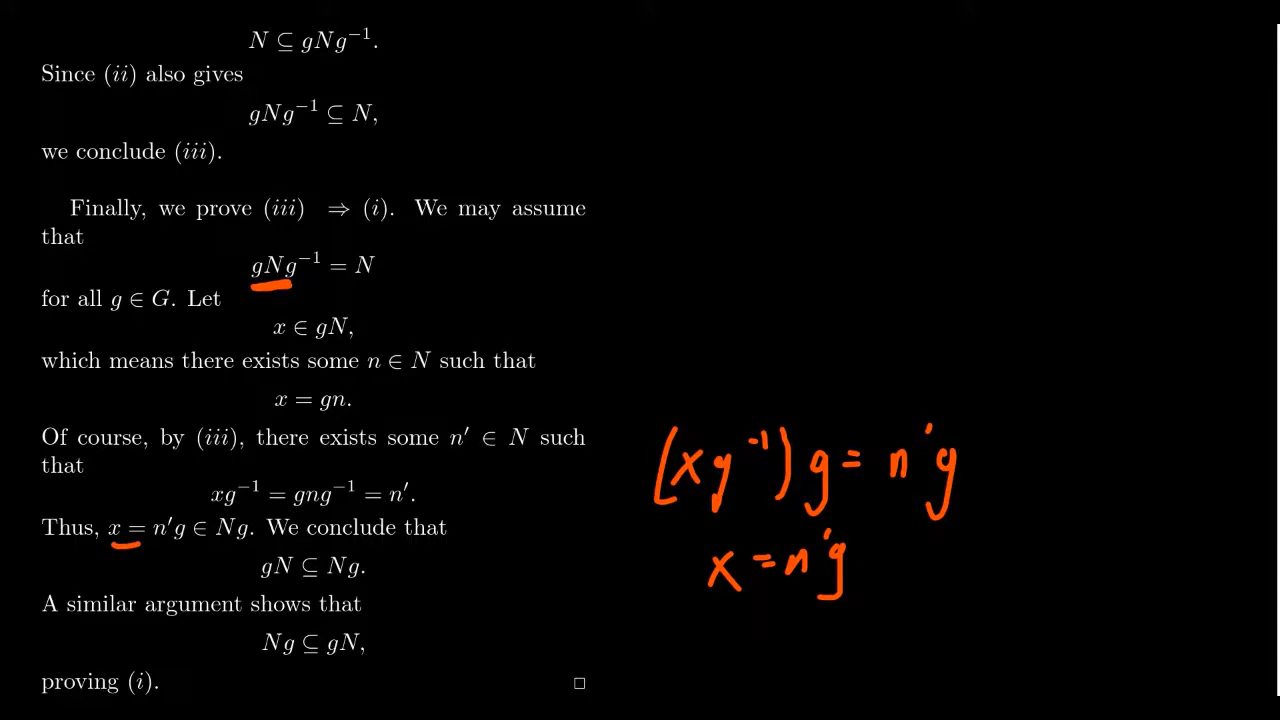 N ⊆ gNg⁻¹.
Since (ii) also gives
gNg⁻¹ ⊆ N,
we conclude (iii).
Finally, we prove (iii) ⇒ (i). We may assume
that
gNg⁻¹ = N
for all g ∈ G. Let
x ∈ gN,
which means there exists some n ∈ N such that
x = gn.
Of course, by (iii), there exists some n′ ∈ N such
that
xg⁻¹ = gng⁻¹ = n′.
Thus, x = n′g ∈ Ng. We conclude that
gN ⊆ Ng.
A similar argument shows that
Ng ⊆ gN,
proving (i). □
(xg⁻¹) g = n′g
x = n′g